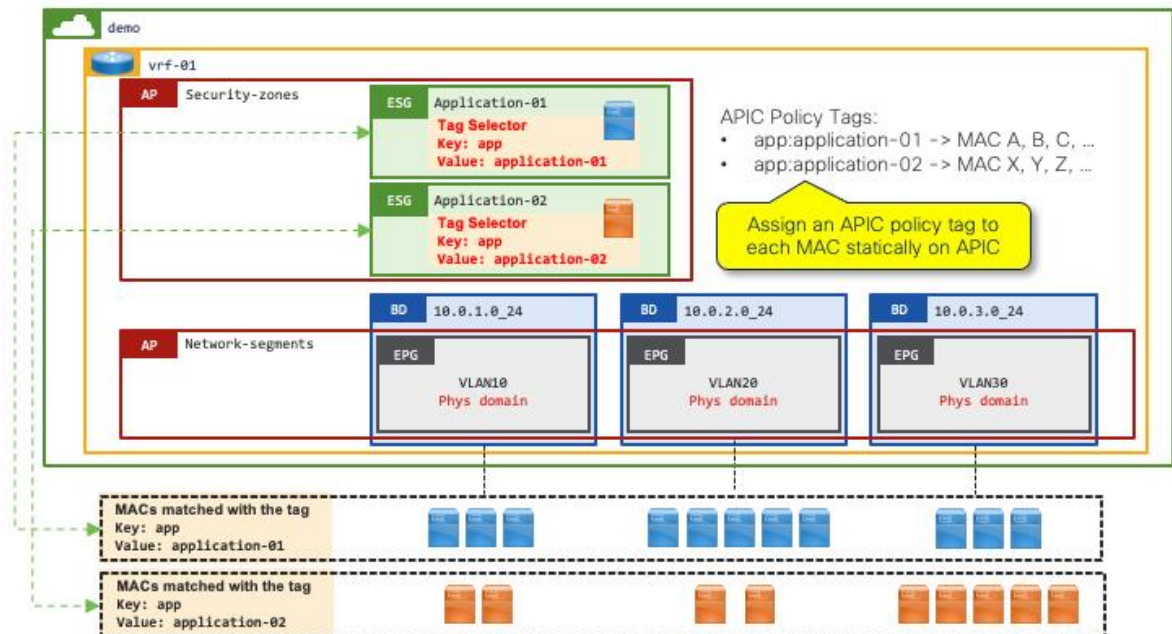 demo
vrf-01
AP Security-zones
ESG Application-01
Tag Selector
Key: app
Value: application-01
ESG Application-02
Tag Selector
Key: app
Value: application-02
APIC Policy Tags:
• app:application-01 -> MAC A, B, C, ...
• app:application-02 -> MAC X, Y, Z, ...
Assign an APIC policy tag to
each MAC statically on APIC
BD 10.0.1.0_24
BD 10.0.2.0_24
BD 10.0.3.0_24
AP Network-segments
EPG
VLAN10
Phys domain
EPG
VLAN20
Phys domain
EPG
VLAN30
Phys domain
MACs matched with the tag
Key: app
Value: application-01
MACs matched with the tag
Key: app
Value: application-02